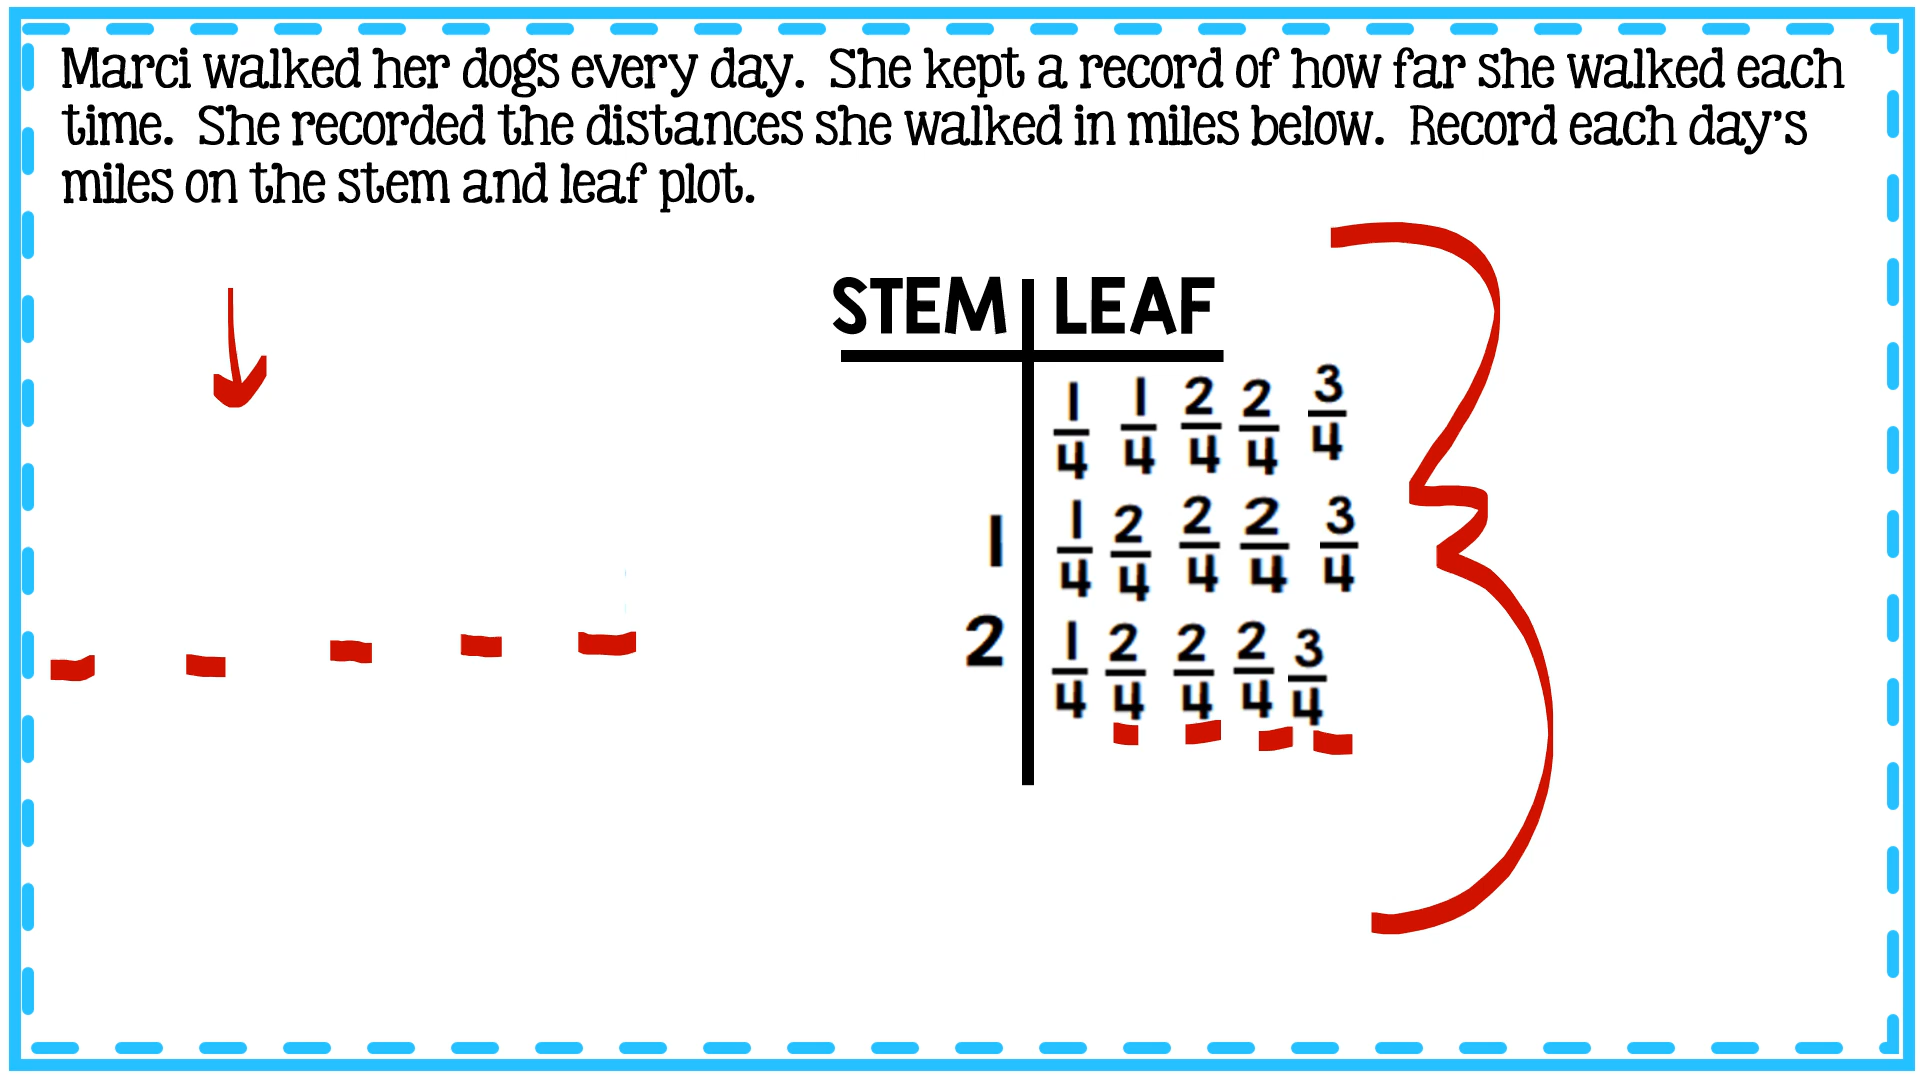 Marci walked her dogs every day. She kept a record of how far she walked each
time. She recorded the distances she walked in miles below. Record each day's
miles on the stem and leaf plot.
STEM LEAF
1/4 1/4 2/4 2/4 3/4
1 1/4 2/4 2/4 2/4 3/4
2 1/4 2/4 2/4 2/4 3/4